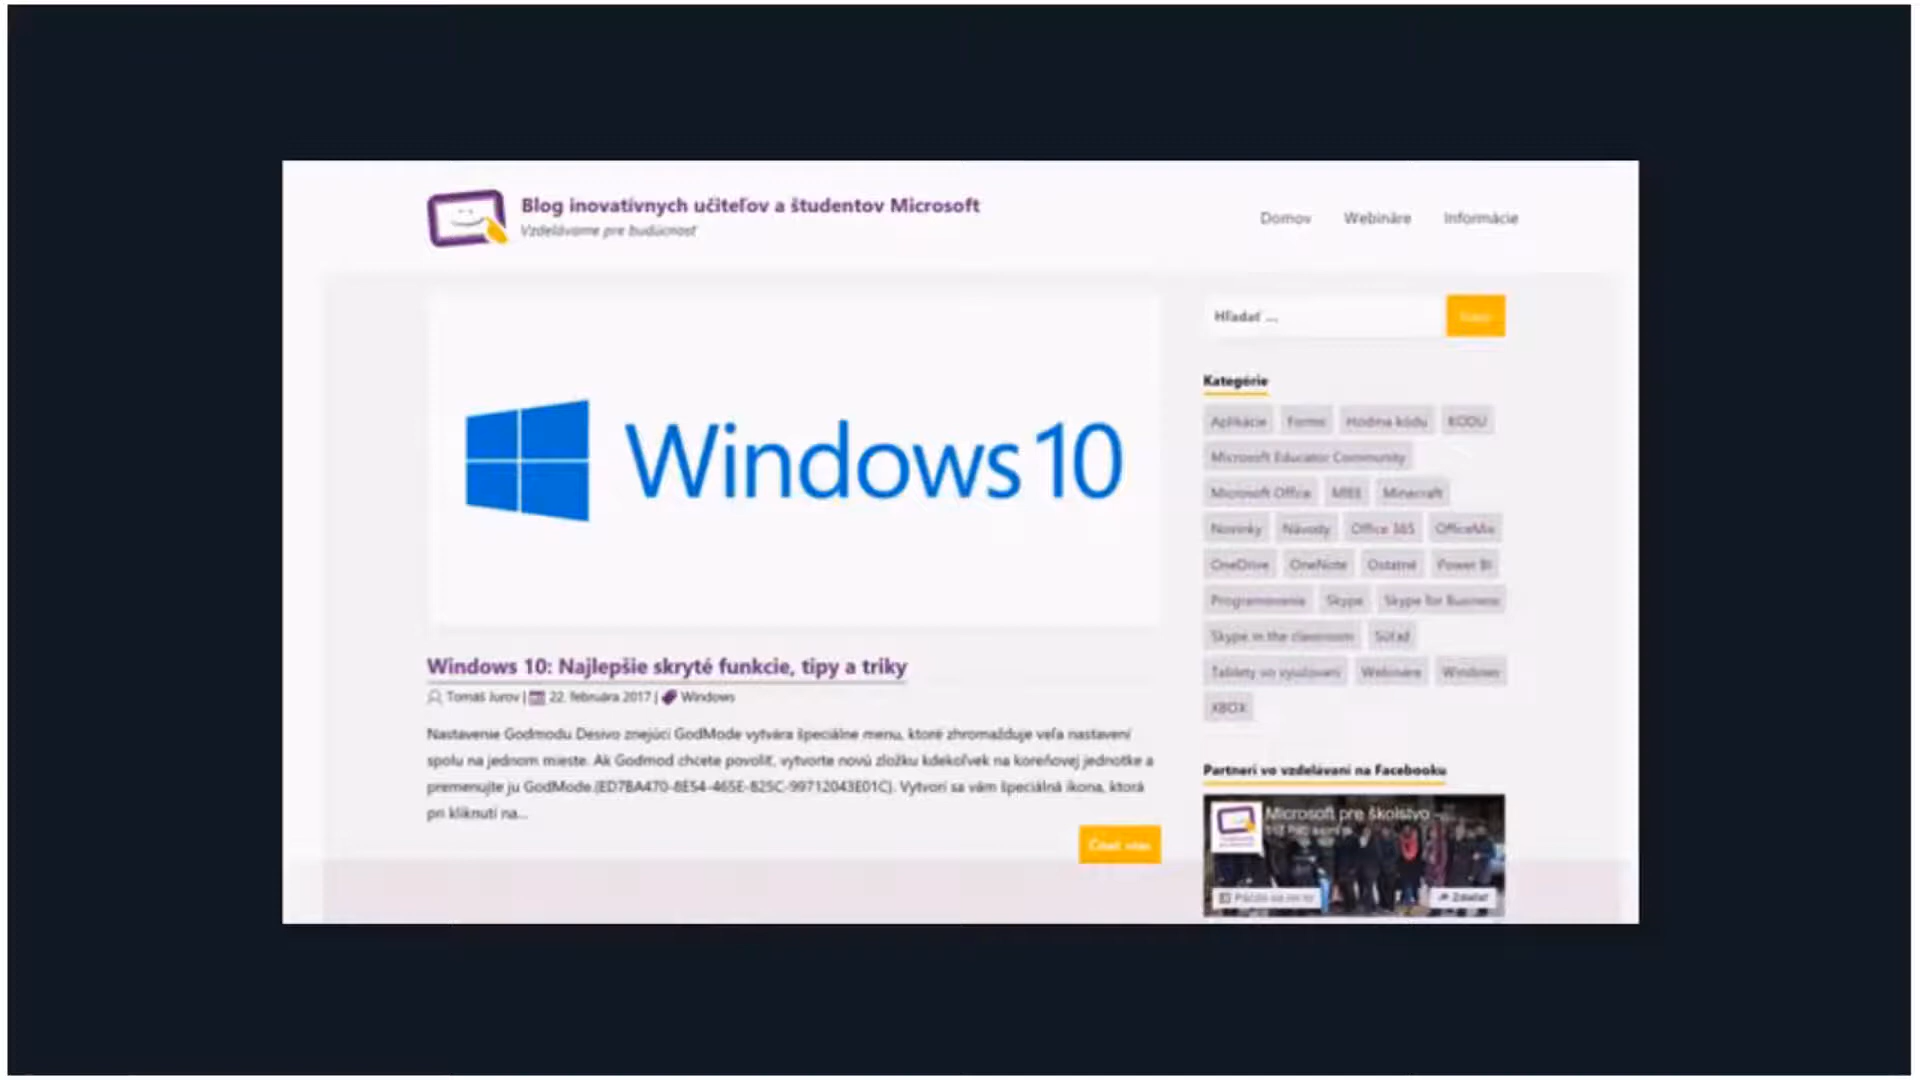 Blog inovatívnych učiteľov a študentov Microsoft
Vzdelávame pre budúcnosť
Domov Webináre Informácie
Windows 10
Hľadať ...
Kategórie
Aplikácie Forms Hodina kódu KODU
Microsoft Educator Community
Microsoft Office MIEE Minecraft
Novinky Návody Office 365 OfficeMix
OneDrive OneNote Ostatné Power BI
Programovanie Skype Skype for Business
Skype in the classroom Súťaž
Tablety vo vyučovaní Webináre Windows
XBOX
Windows 10: Najlepšie skryté funkcie, tipy a triky
Tomáš Jurov | 22. februára 2017 | Windows
Nastavenie Godmodu Desivo znejúci GodMode vytvára špeciálne menu, ktoré zhromažďuje veľa nastavení
spolu na jednom mieste. Ak Godmod chcete povoliť, vytvorte novú zložku kdekoľvek na koreňovej jednotke a
premenujte ju GodMode.{ED7BA470-8E54-465E-825C-99712043E01C}. Vytvorí sa vám špeciálna ikona, ktorá
pri kliknutí na...
Čítať viac
Partneri vo vzdelávaní na Facebooku
Microsoft pre školstvo
Zdieľať